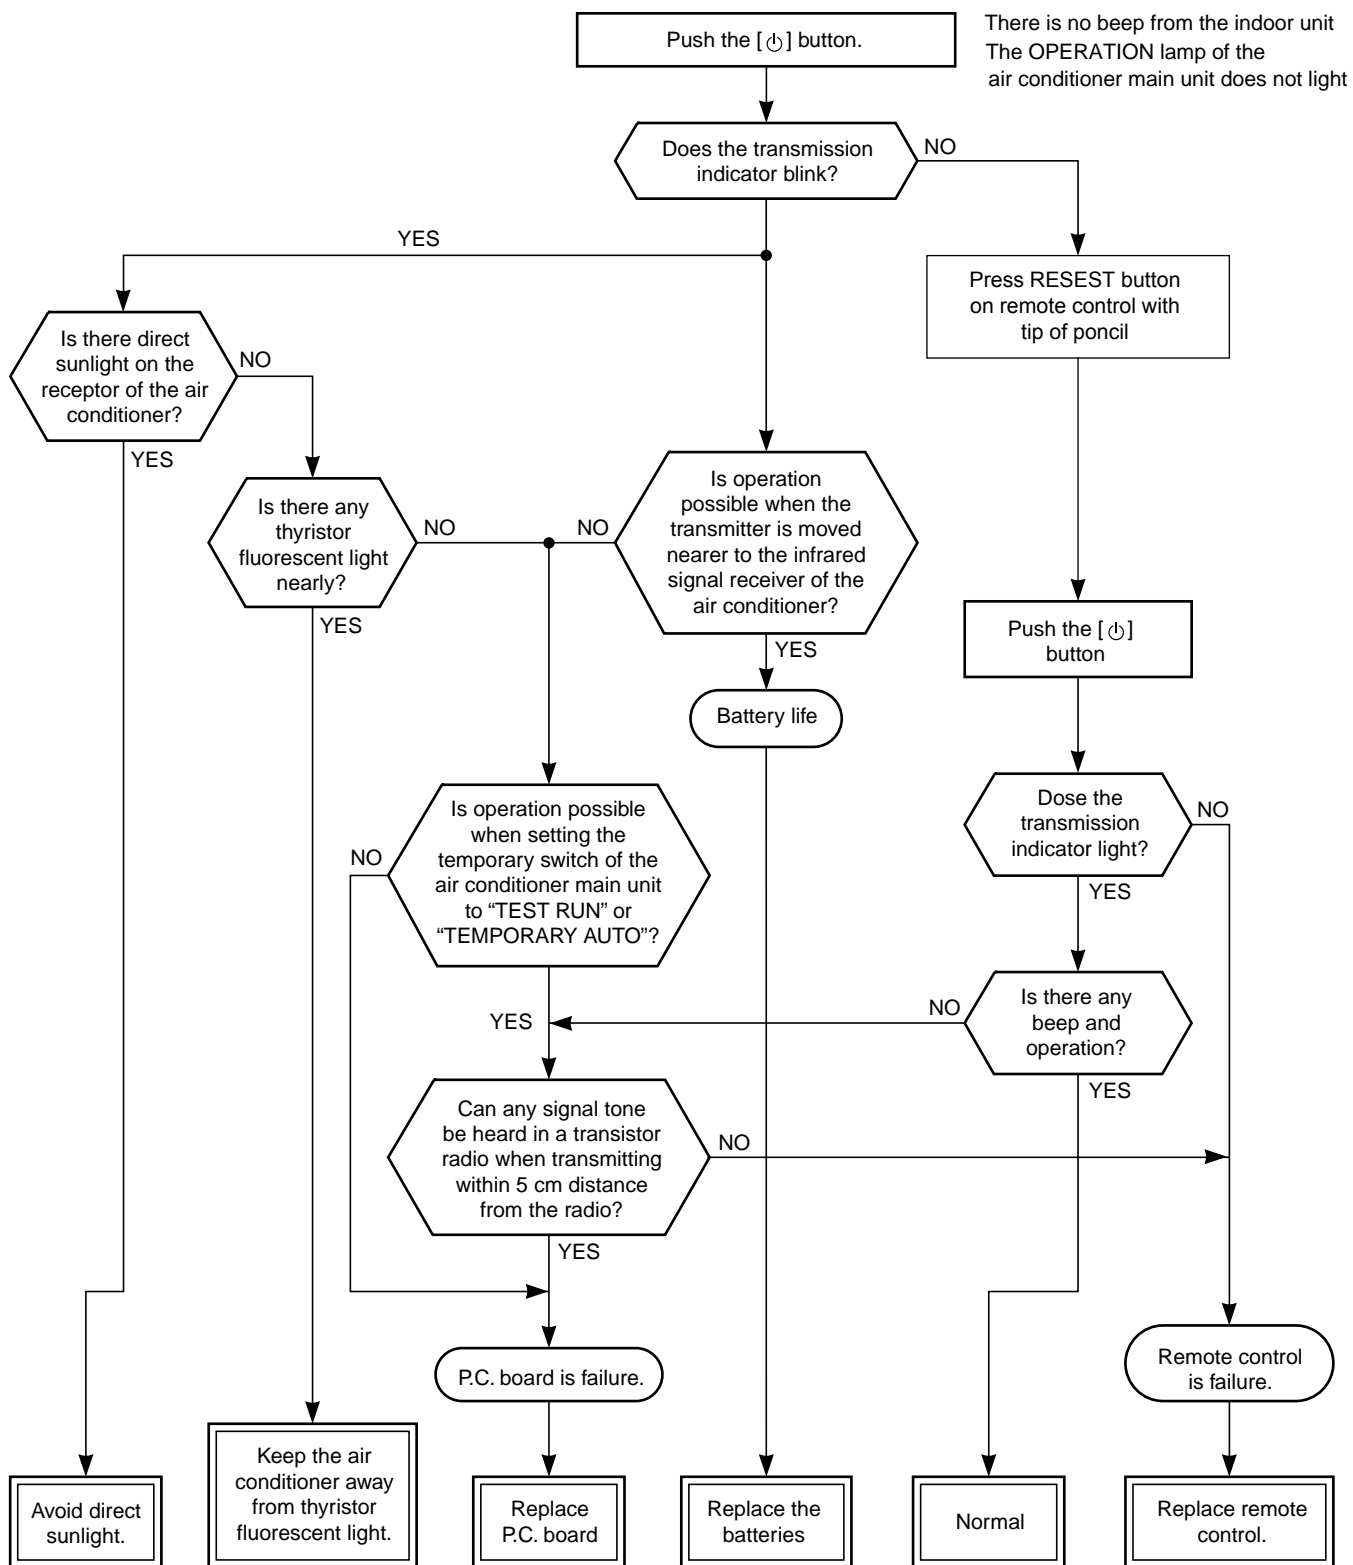 Push the [⏻] button.
There is no beep from the indoor unit
The OPERATION lamp of the
air conditioner main unit does not light
Does the transmission
indicator blink?
NO
YES
Press RESEST button
on remote control with
tip of poncil
Is there direct
sunlight on the
receptor of the air
conditioner?
NO
YES
Is there any
thyristor
fluorescent light
nearly?
NO
YES
Is operation
possible when the
transmitter is moved
nearer to the infrared
signal receiver of the
air conditioner?
NO
YES
Push the [⏻]
button
Battery life
Is operation possible
when setting the
temporary switch of the
air conditioner main unit
to “TEST RUN” or
“TEMPORARY AUTO”?
NO
YES
Dose the
transmission
indicator light?
NO
YES
Is there any
beep and
operation?
NO
YES
Can any signal tone
be heard in a transistor
radio when transmitting
within 5 cm distance
from the radio?
NO
YES
P.C. board is failure.
Remote control
is failure.
Avoid direct
sunlight.
Keep the air
conditioner away
from thyristor
fluorescent light.
Replace
P.C. board
Replace the
batteries
Normal
Replace remote
control.